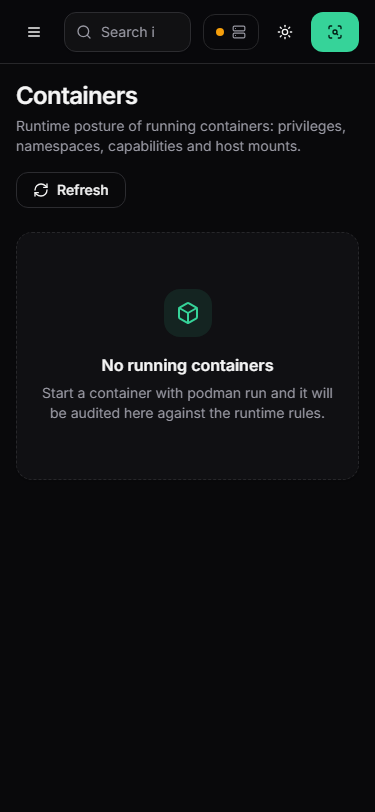 Search i
Containers
Runtime posture of running containers: privileges,
namespaces, capabilities and host mounts.
Refresh
No running containers
Start a container with podman run and it will
be audited here against the runtime rules.